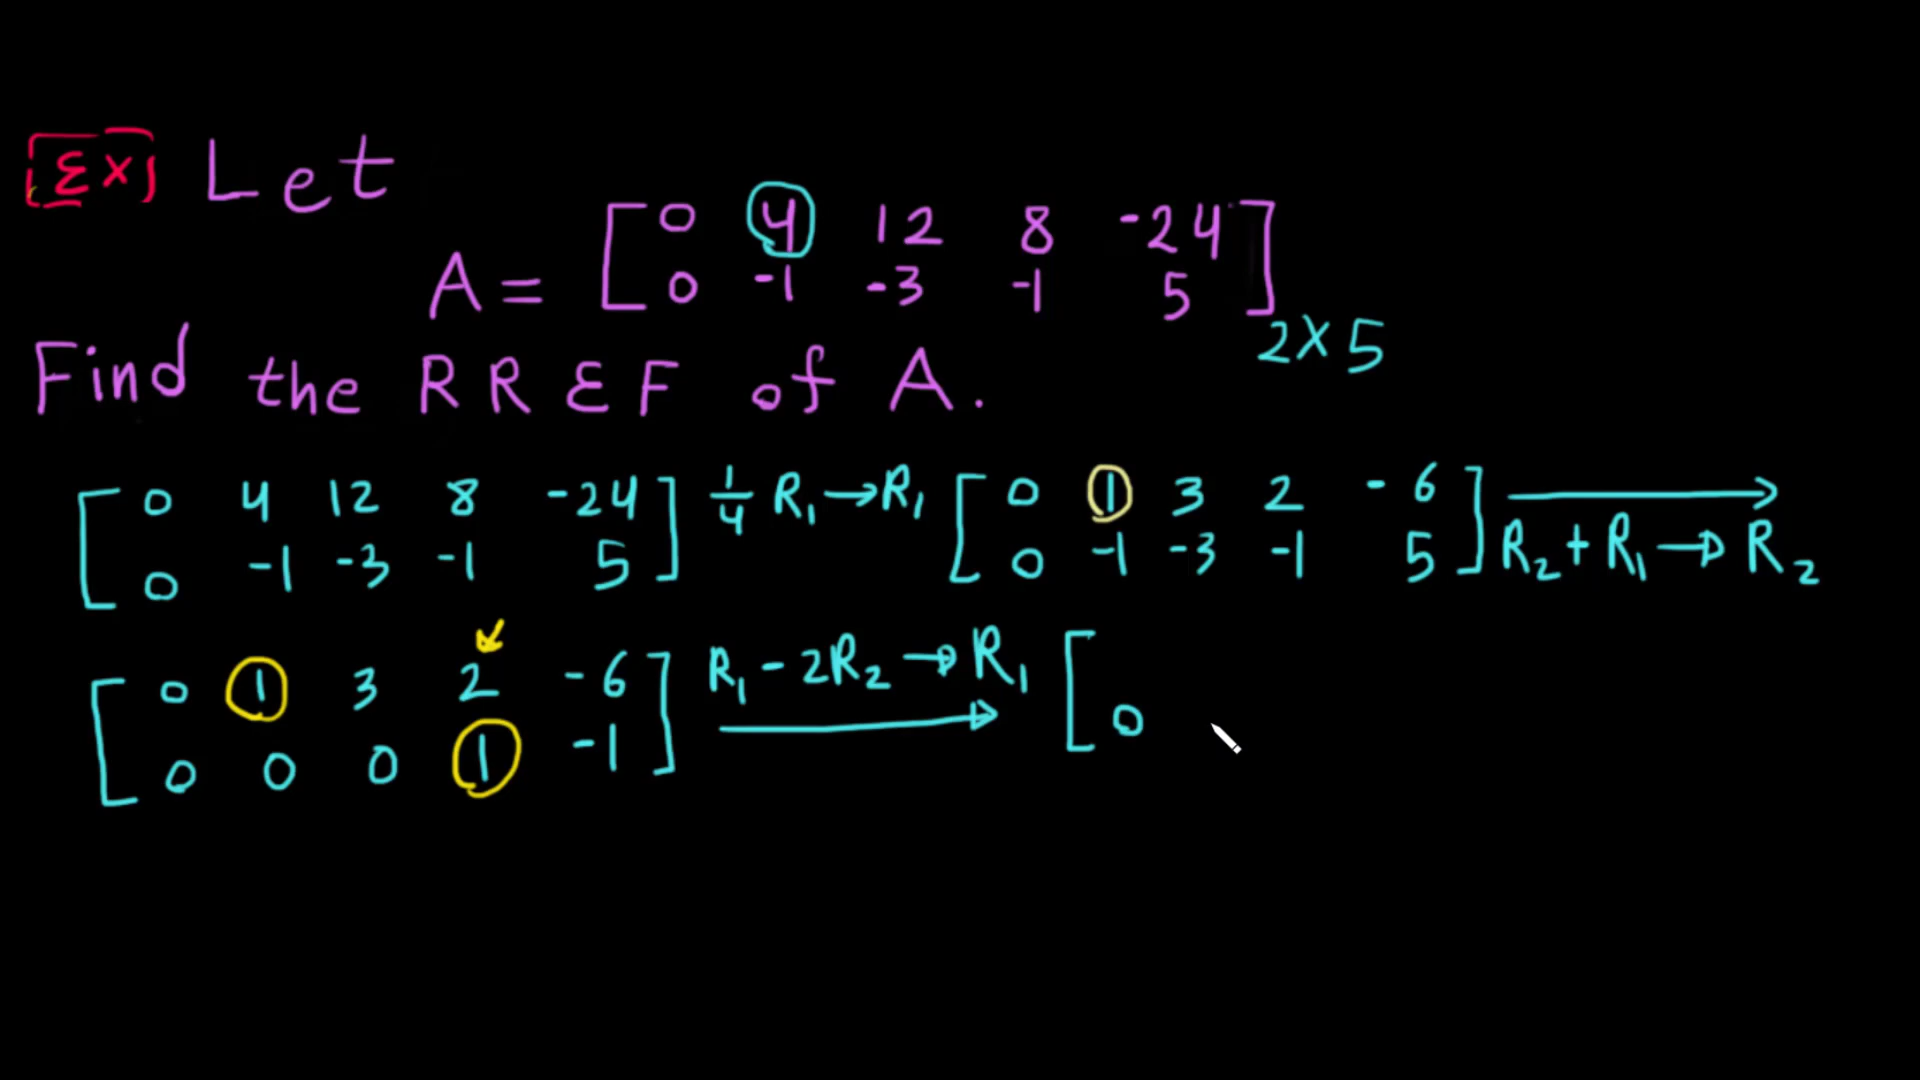 Ex Let
A = [ 0 4 12 8 -24
0 -1 -3 -1 5 ] 2×5
Find the RREF of A.
[ 0 4 12 8 -24 ] 1/4 R₁→R₁ [ 0 1 3 2 -6 ] →
0 -1 -3 -1 5 0 -1 -3 -1 5 R₂+R₁→R₂
[ 0 1 3 2 -6 ] R₁-2R₂→R₁ [
0 0 0 1 -1 → 0